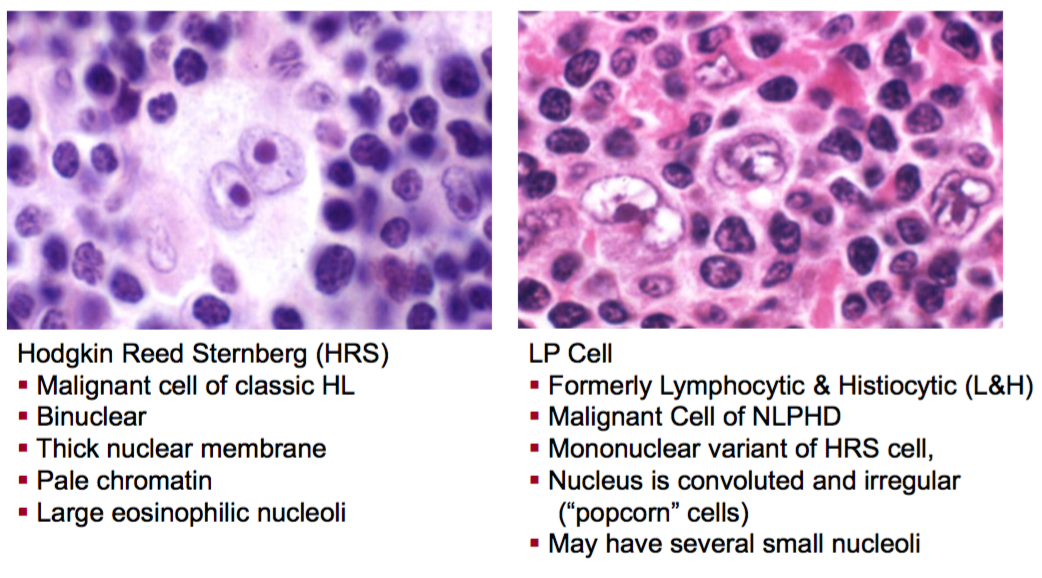 Hodgkin Reed Sternberg (HRS)
▪ Malignant cell of classic HL
▪ Binuclear
▪ Thick nuclear membrane
▪ Pale chromatin
▪ Large eosinophilic nucleoli
LP Cell
▪ Formerly Lymphocytic & Histiocytic (L&H)
▪ Malignant Cell of NLPHD
▪ Mononuclear variant of HRS cell,
▪ Nucleus is convoluted and irregular
(“popcorn” cells)
▪ May have several small nucleoli